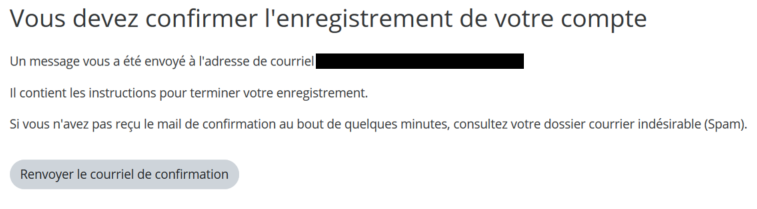 Vous devez confirmer l'enregistrement de votre compte
Un message vous a été envoyé à l'adresse de courriel
Il contient les instructions pour terminer votre enregistrement.
Si vous n'avez pas reçu le mail de confirmation au bout de quelques minutes, consultez votre dossier courrier indésirable (Spam).
Renvoyer le courriel de confirmation